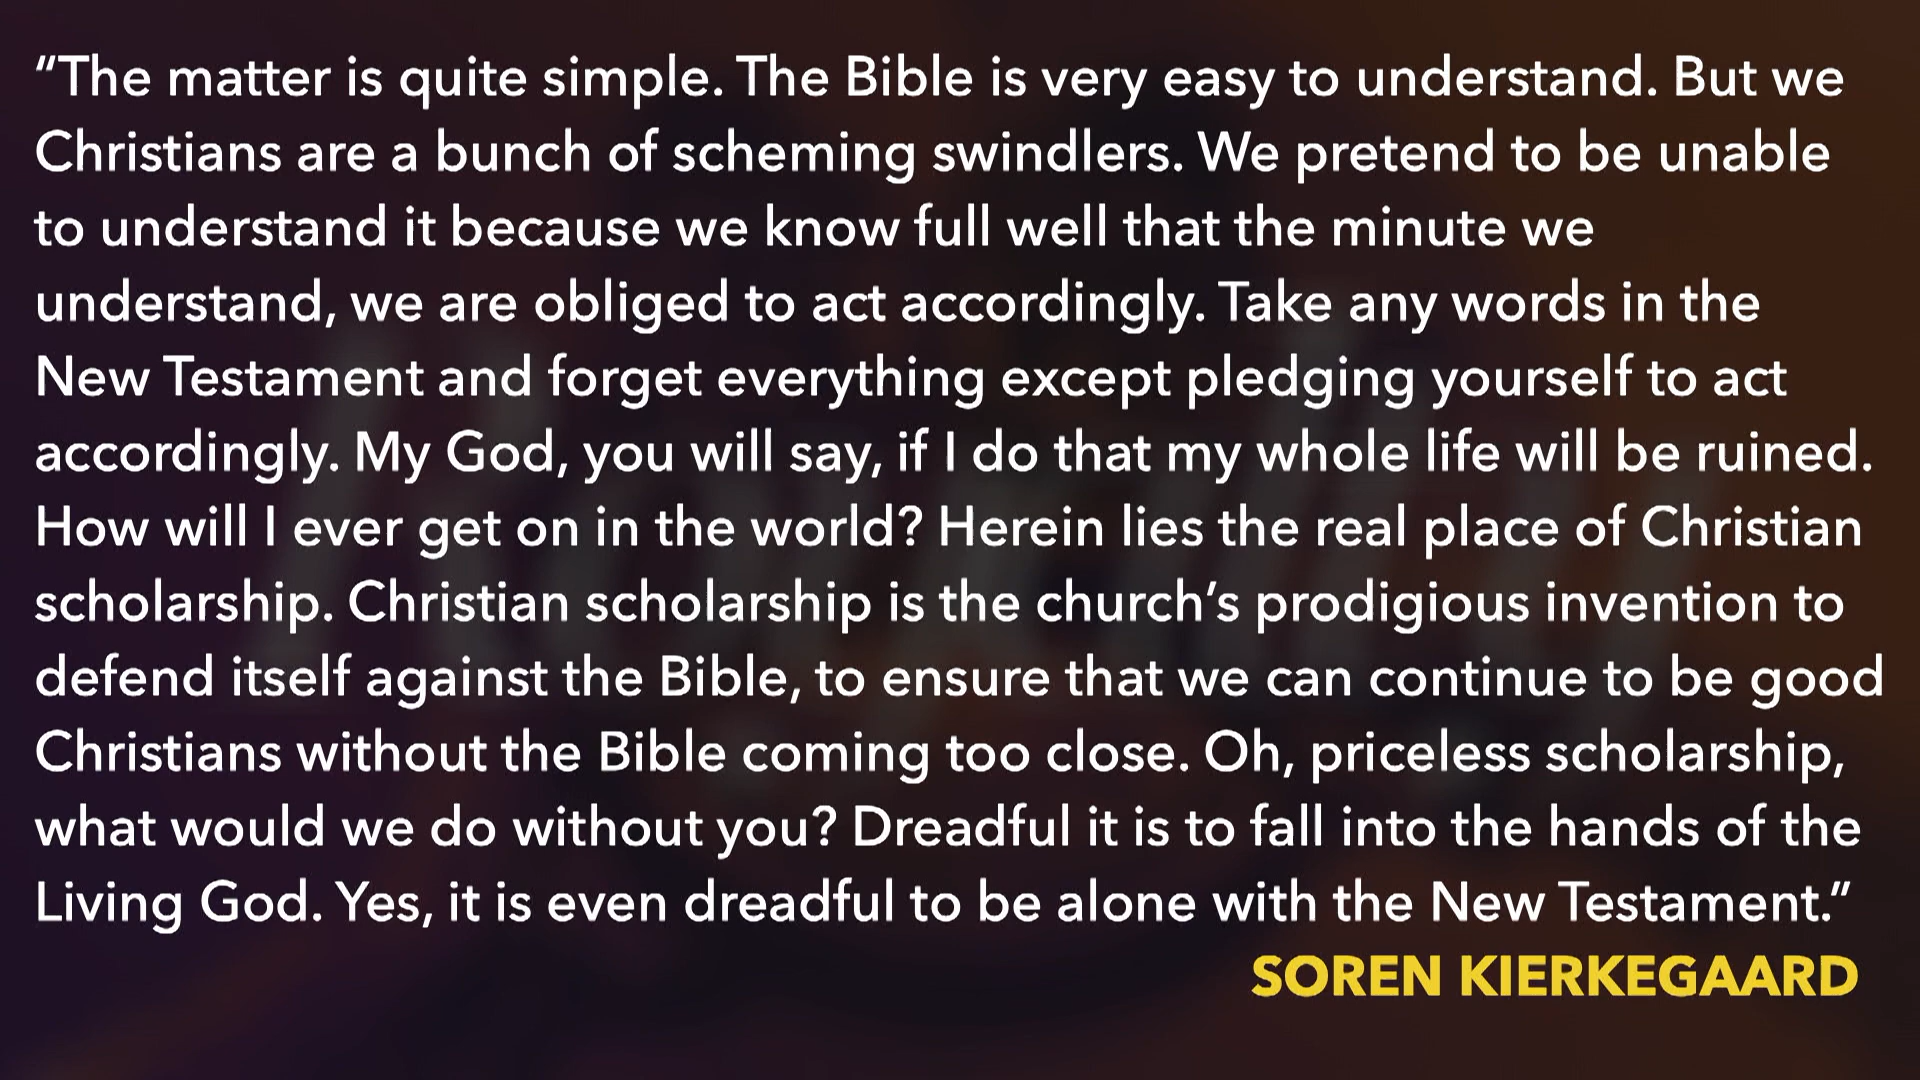 “The matter is quite simple. The Bible is very easy to understand. But we
Christians are a bunch of scheming swindlers. We pretend to be unable
to understand it because we know full well that the minute we
understand, we are obliged to act accordingly. Take any words in the
New Testament and forget everything except pledging yourself to act
accordingly. My God, you will say, if I do that my whole life will be ruined.
How will I ever get on in the world? Herein lies the real place of Christian
scholarship. Christian scholarship is the church’s prodigious invention to
defend itself against the Bible, to ensure that we can continue to be good
Christians without the Bible coming too close. Oh, priceless scholarship,
what would we do without you? Dreadful it is to fall into the hands of the
Living God. Yes, it is even dreadful to be alone with the New Testament.”
SOREN KIERKEGAARD